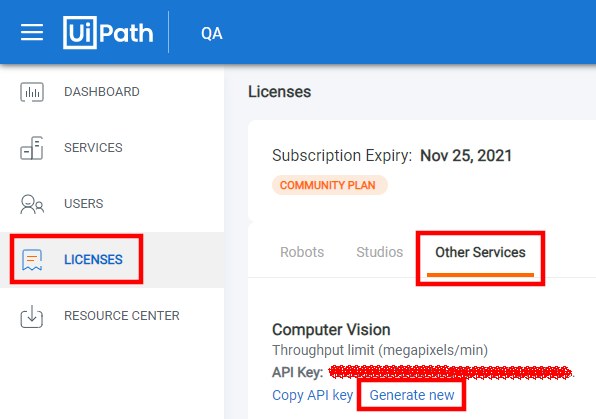 UiPath QA
DASHBOARD
SERVICES
USERS
LICENSES
RESOURCE CENTER
Licenses
Subscription Expiry: Nov 25, 2021
COMMUNITY PLAN
Robots Studios Other Services
Computer Vision
Throughput limit (megapixels/min)
API Key:
Copy API key Generate new